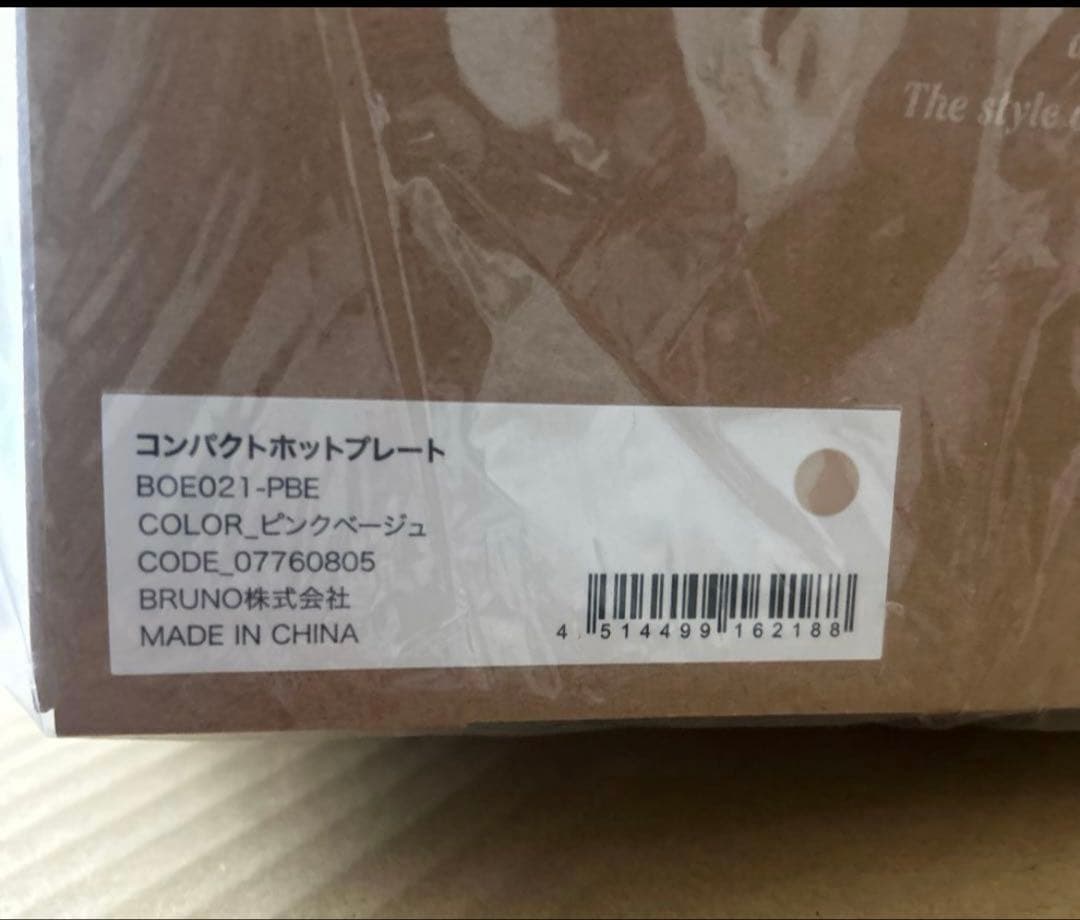 The style
コンパクトホットプレート
BOE021-PBE
COLOR_ピンクベージュ
CODE_07760805
BRUNO株式会社
MADE IN CHINA
4 514499 162188